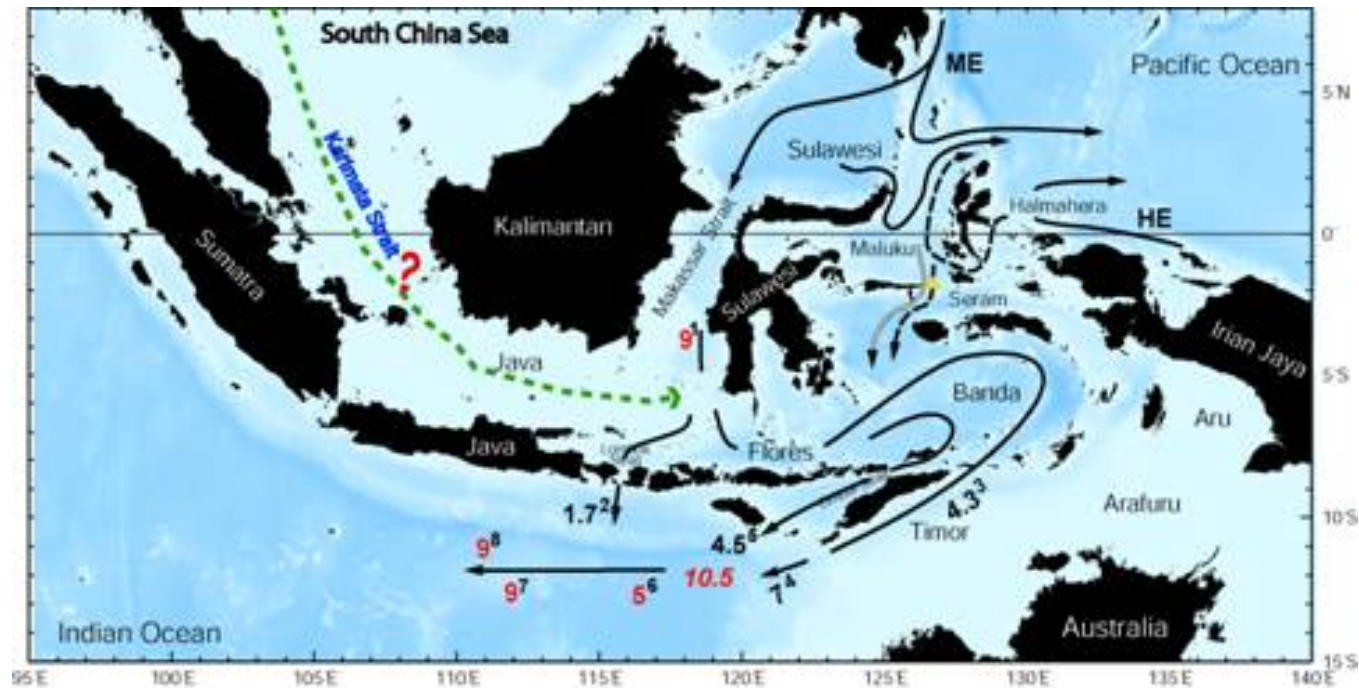 South China Sea
ME
Pacific Ocean
5 N
Karimata Strait
Sulawesi
Kalimantan
Makassar Strait
Halmahera
HE
0
Sumatra
Maluku
?
Sulawesi
Seram
Irian Jaya
9
Java
5 S
Banda
Aru
Java
Flores
Arafuru
1.7²
4.3³
10 S
Timor
4.5⁵
9⁸
10.5
7⁴
9⁷
5⁶
Indian Ocean
Australia
15 S
95 E
100 E
105 E
110 E
115 E
120 E
125 E
130 E
135 E
140 E